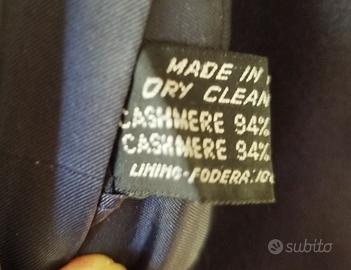 MADE IN
DRY CLEAN
CASHMERE 94%
CASHMERE 94%
LINING-FODERA:
subito